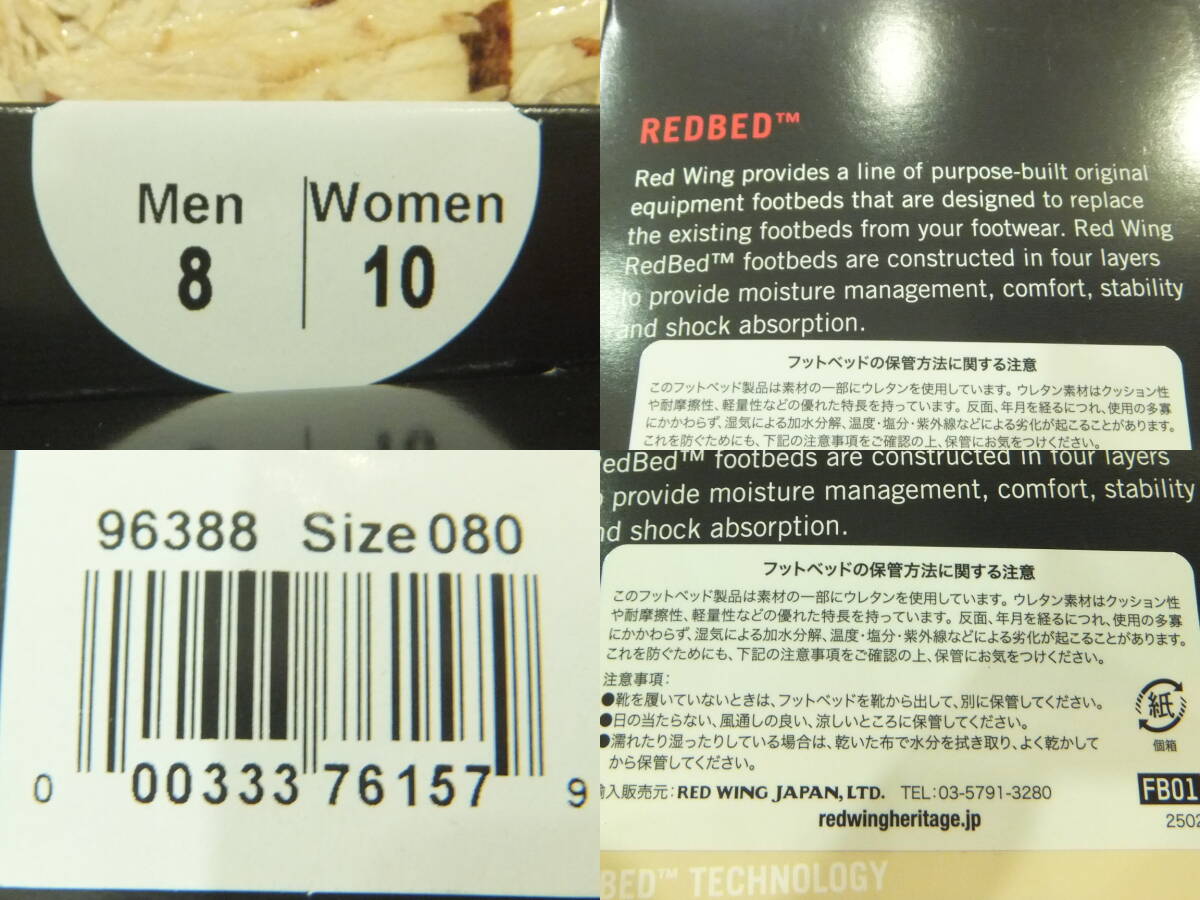 Men Women
8 10
REDBED™
Red Wing provides a line of purpose-built original
equipment footbeds that are designed to replace
the existing footbeds from your footwear. Red Wing
RedBed™ footbeds are constructed in four layers
to provide moisture management, comfort, stability
and shock absorption.
フットベッドの保管方法に関する注意
このフットベッド製品は素材の一部にウレタンを使用しています。ウレタン素材はクッション性
や耐摩擦性、軽量性などの優れた特長を持っています。反面、年月を経るにつれ、使用の多寡
にかかわらず、湿気による加水分解、温度・塩分・紫外線などによる劣化が起こることがあります。
これを防ぐためにも、下記の注意事項をご確認の上、保管にお気をつけください。
96388 Size 080
0 00333 76157 9
edBed™ footbeds are constructed in four layers
provide moisture management, comfort, stability
nd shock absorption.
フットベッドの保管方法に関する注意
このフットベッド製品は素材の一部にウレタンを使用しています。ウレタン素材はクッション性
や耐摩擦性、軽量性などの優れた特長を持っています。反面、年月を経るにつれ、使用の多寡
にかかわらず、湿気による加水分解、温度・塩分・紫外線などによる劣化が起こることがあります。
これを防ぐためにも、下記の注意事項をご確認の上、保管にお気をつけください。
注意事項:
●靴を履いていないときは、フットベッドを靴から出して、別に保管してください。
●日の当たらない、風通しの良い、涼しいところに保管してください。
●濡れたり湿ったりしている場合は、乾いた布で水分を拭き取り、よく乾かして
から保管してください。
紙
個箱
入販売元: RED WING JAPAN, LTD. TEL:03-5791-3280
redwingheritage.jp
FB01
2502
BED™ TECHNOLOGY